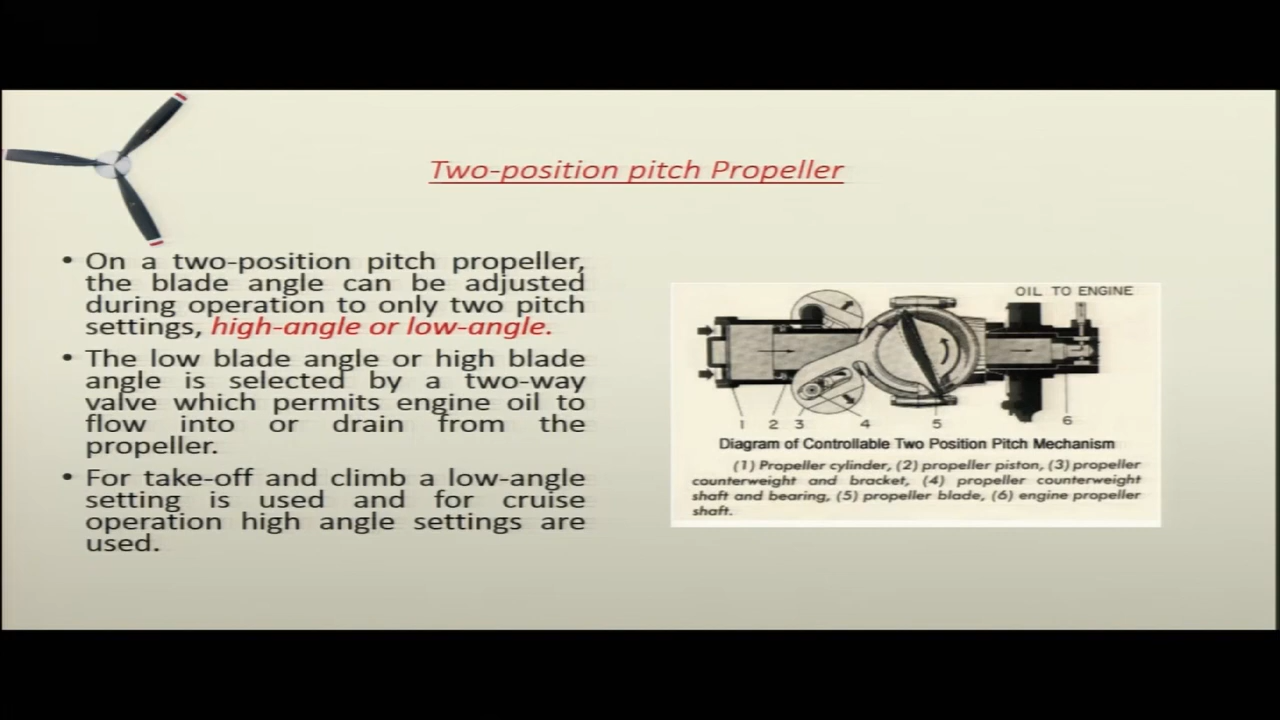 Two-position pitch Propeller
• On a two-position pitch propeller,
the blade angle can be adjusted
during operation to only two pitch
settings, high-angle or low-angle.
• The low blade angle or high blade
angle is selected by a two-way
valve which permits engine oil to
flow into or drain from the
propeller.
• For take-off and climb a low-angle
setting is used and for cruise
operation high angle settings are
used.
OIL TO ENGINE
1 2 3 4 5 6
Diagram of Controllable Two Position Pitch Mechanism
(1) Propeller cylinder, (2) propeller piston, (3) propeller
counterweight and bracket, (4) propeller counterweight
shaft and bearing, (5) propeller blade, (6) engine propeller
shaft.